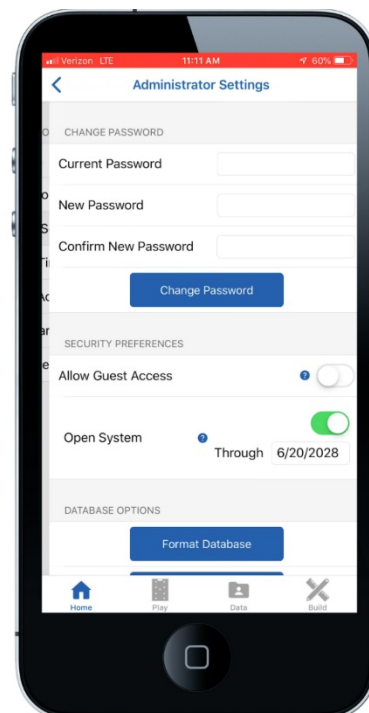 Verizon LTE 11:11 AM 60%
Administrator Settings
CHANGE PASSWORD
Current Password
New Password
Confirm New Password
Change Password
SECURITY PREFERENCES
Allow Guest Access ?
Open System ?
Through 6/20/2028
DATABASE OPTIONS
Format Database
Home Play Data Build